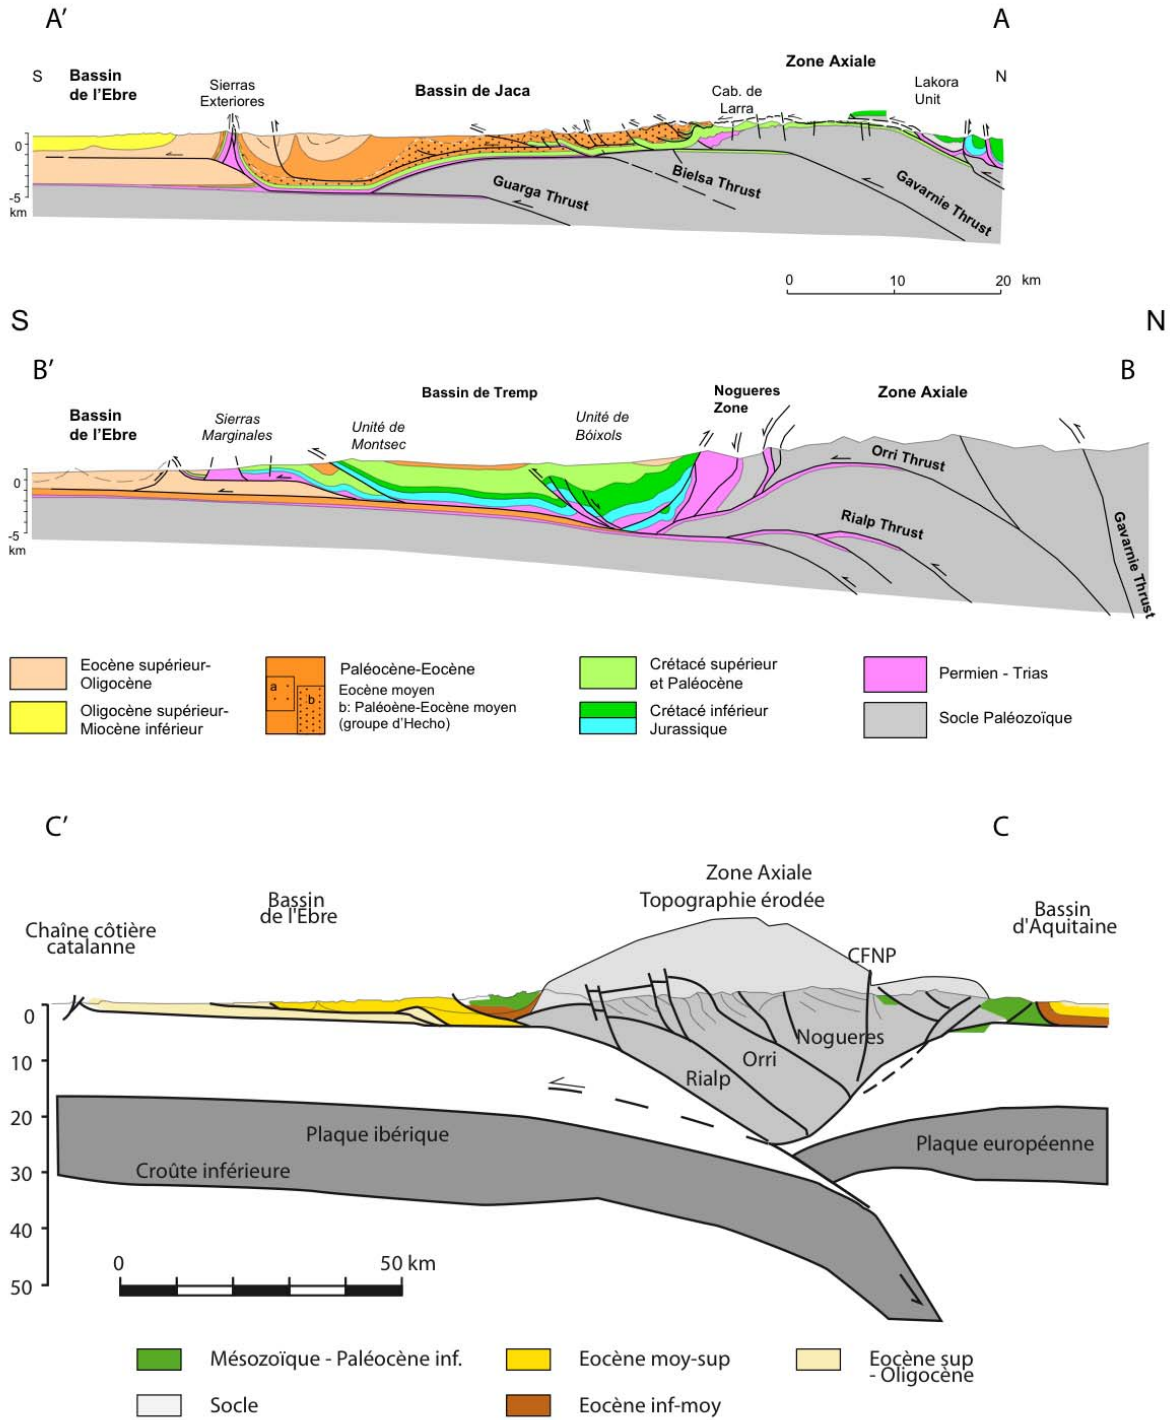 A’
A
S
Bassin
de l’Ebre
Sierras
Exteriores
Bassin de Jaca
Zone Axiale
Cab. de
Larra
Lakora
Unit
N
0
-5
km
Guarga Thrust
Bielsa Thrust
Gavarnie Thrust
0
10
20
km
S
N
B’
B
Bassin
de l’Ebre
Sierras
Marginales
Unité de
Montsec
Bassin de Tremp
Unité de
Bóixols
Nogueres
Zone
Zone Axiale
0
-5
km
Orri Thrust
Rialp Thrust
Gavarnie Thrust
Eocène supérieur-
Oligocène
Oligocène supérieur-
Miocène inférieur
a
b
Paléocène-Eocène
Eocène moyen
b: Paléoène-Eocène moyen
(groupe d’Hecho)
Crétacé supérieur
et Paléocène
Crétacé inférieur
Jurassique
Permien - Trias
Socle Paléozoïque
C’
C
Chaîne côtière
catalanne
Bassin
de l'Ebre
Zone Axiale
Topographie érodée
CFNP
Bassin
d'Aquitaine
0
10
20
30
40
50
Nogueres
Orri
Rialp
Plaque ibérique
Croûte inférieure
Plaque européenne
0
50 km
Mésozoïque - Paléocène inf.
Socle
Eocène moy-sup
Eocène inf-moy
Eocène sup
- Oligocène